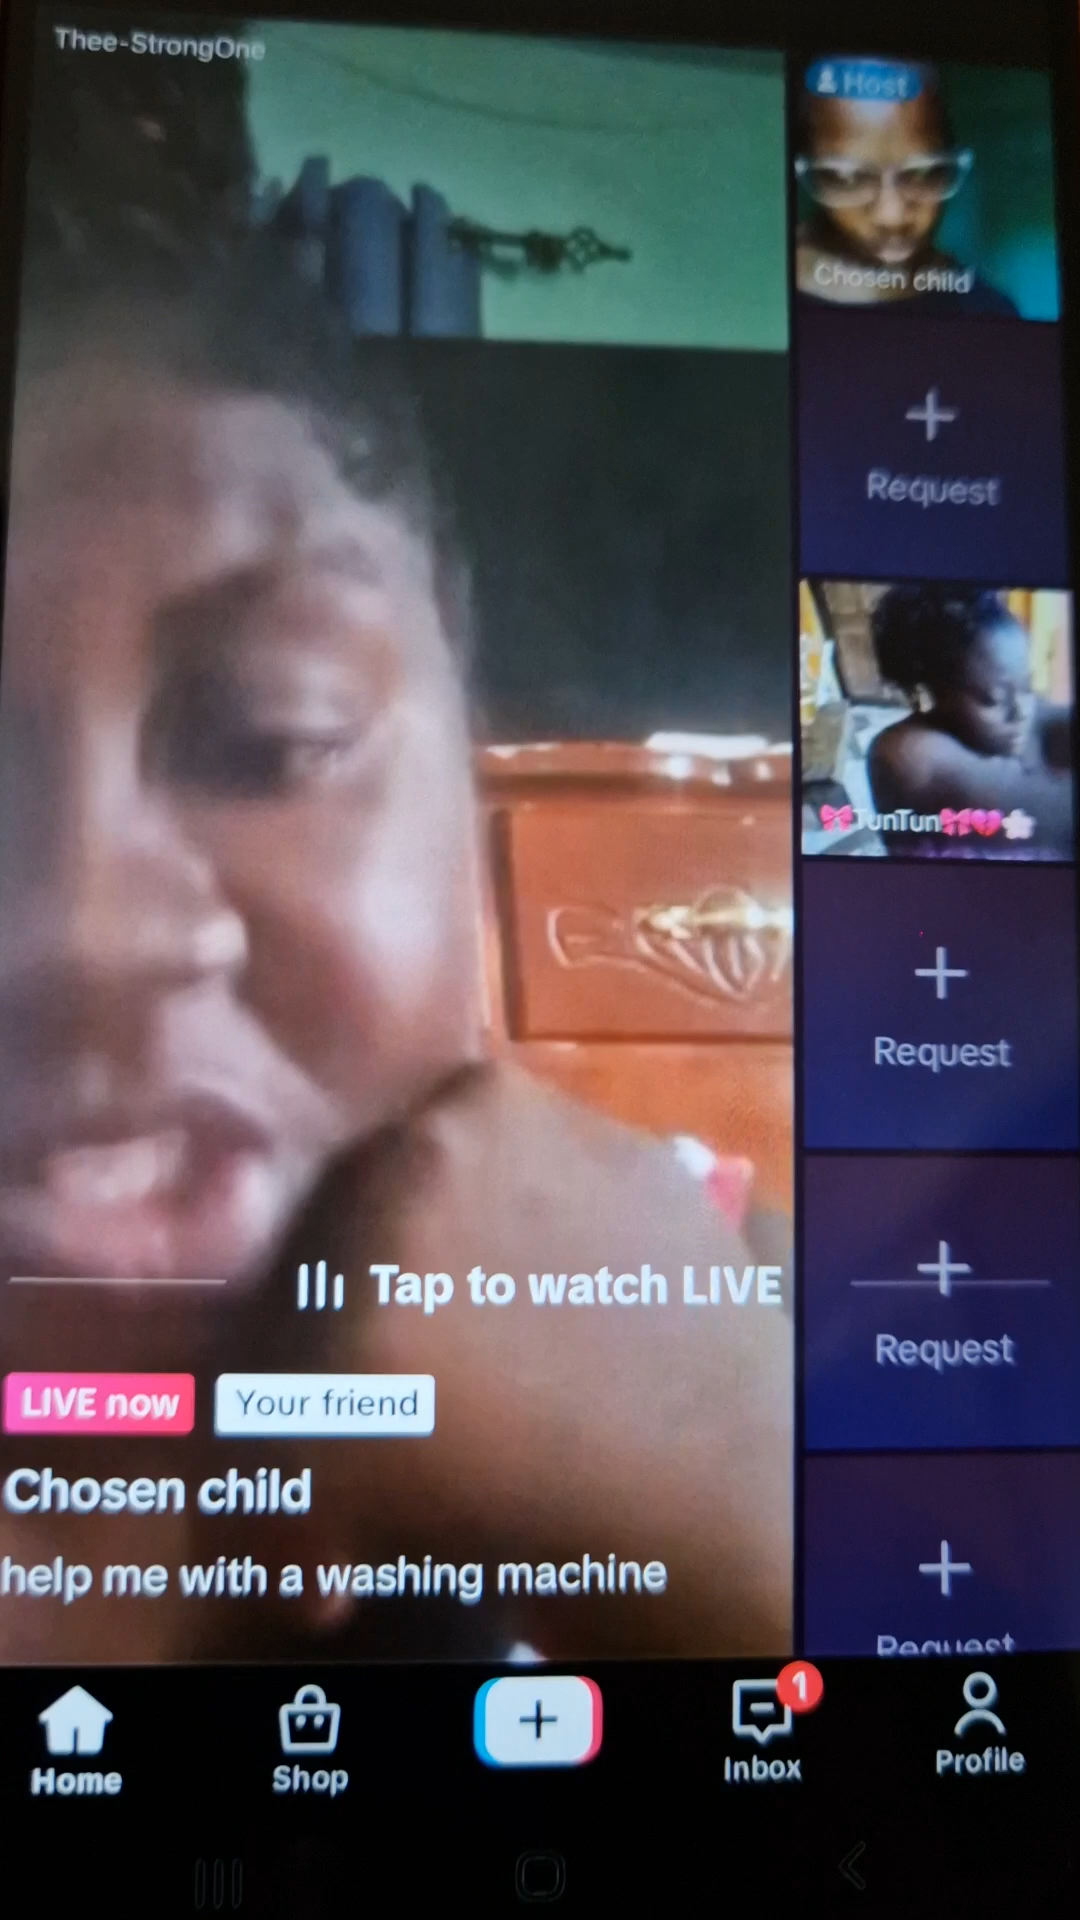 Thee-StrongOne
Host
Chosen child
Request
🎀TunTun🎀💔🌸
Request
Request
Request
Tap to watch LIVE
LIVE now
Your friend
Chosen child
help me with a washing machine
Home
Shop
Inbox
1
Profile